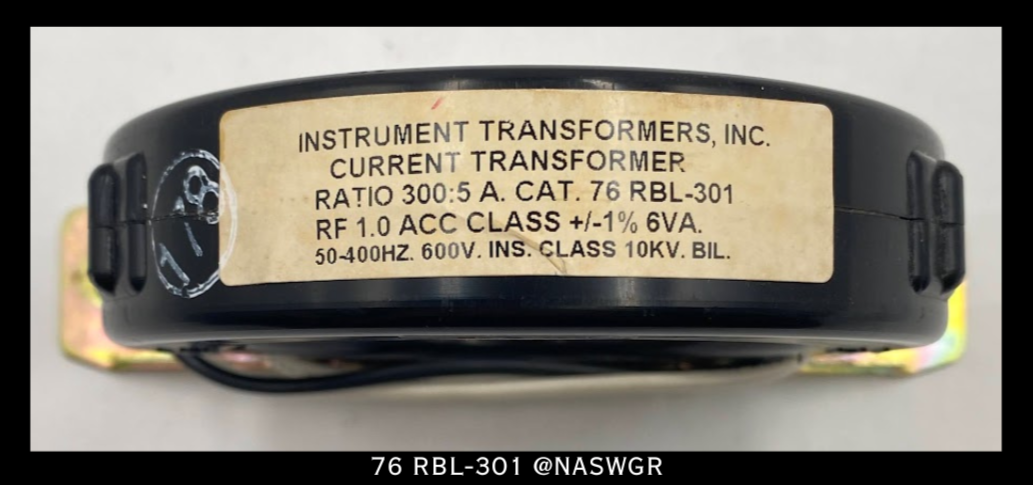 INSTRUMENT TRANSFORMERS, INC.
CURRENT TRANSFORMER
RATIO 300:5 A. CAT. 76 RBL-301
RF 1.0 ACC CLASS +/-1% 6VA.
50-400HZ. 600V. INS. CLASS 10KV. BIL.
76 RBL-301 @NASWGR